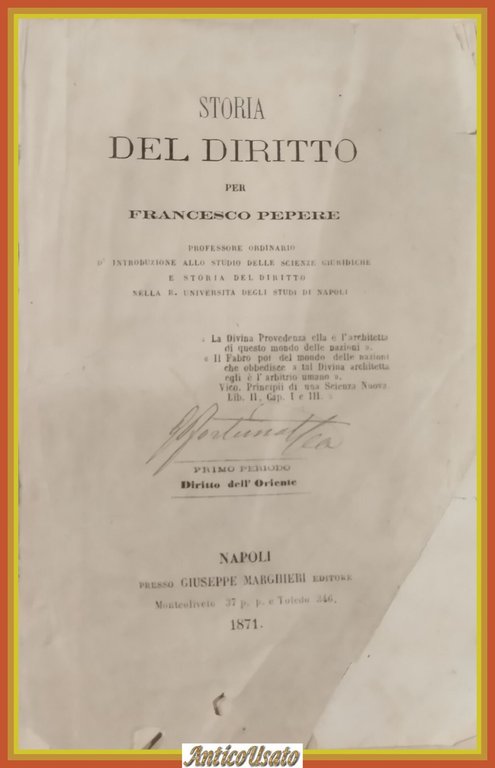 STORIA
DEL DIRITTO
PER
FRANCESCO PEPERE
PROFESSORE ORDINARIO
D' INTRODUZIONE ALLO STUDIO DELLE SCIENZE GIURIDICHE
E STORIA DEL DIRITTO
NELLA R. UNIVERSITÀ DEGLI STUDI DI NAPOLI
« La Divina Provedenza ella è l'architetta
di questo mondo delle nazioni ».
« Il Fabro poi del mondo delle nazioni
che obbedisce a tal Divina architetta
egli è l' arbitrio umano ».
Vico. Principii di una Scienza Nuova.
Lib. II. Cap. I e III.
PRIMO PERIODO
Diritto dell' Oriente
NAPOLI
PRESSO GIUSEPPE MARGHIERI EDITORE
Monteoliveto 37 p. p. e Toledo 246.
1871.
AnticoUsato